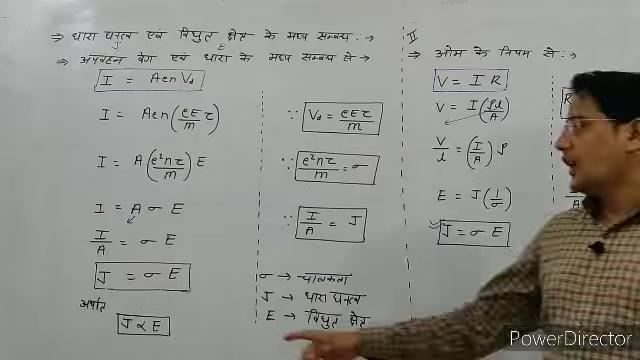 ⇒ धारा घनत्व एवं विद्युत क्षेत्र के मध्य सम्बन्ध :→
J E
⇒ अपवहन वेग एवं धारा के मध्य सम्बन्ध से →
I = Aen Vd
I = Aen (eEτ/m)
∵ Vd = eEτ/m
I = A (e²nτ/m) E
∵ e²nτ/m = σ
I = A σ E
I/A = σ E
∵ I/A = J
J = σ E
अर्थात
J ∝ E
σ → चालकता
J → धारा घनत्व
E → विद्युत क्षेत्र
II
⇒ ओम के नियम से :→
V = I R
V = I (ρl/A)
V/l = (I/A) ρ
E = J (1/σ)
J = σ E
R
A
PowerDirector